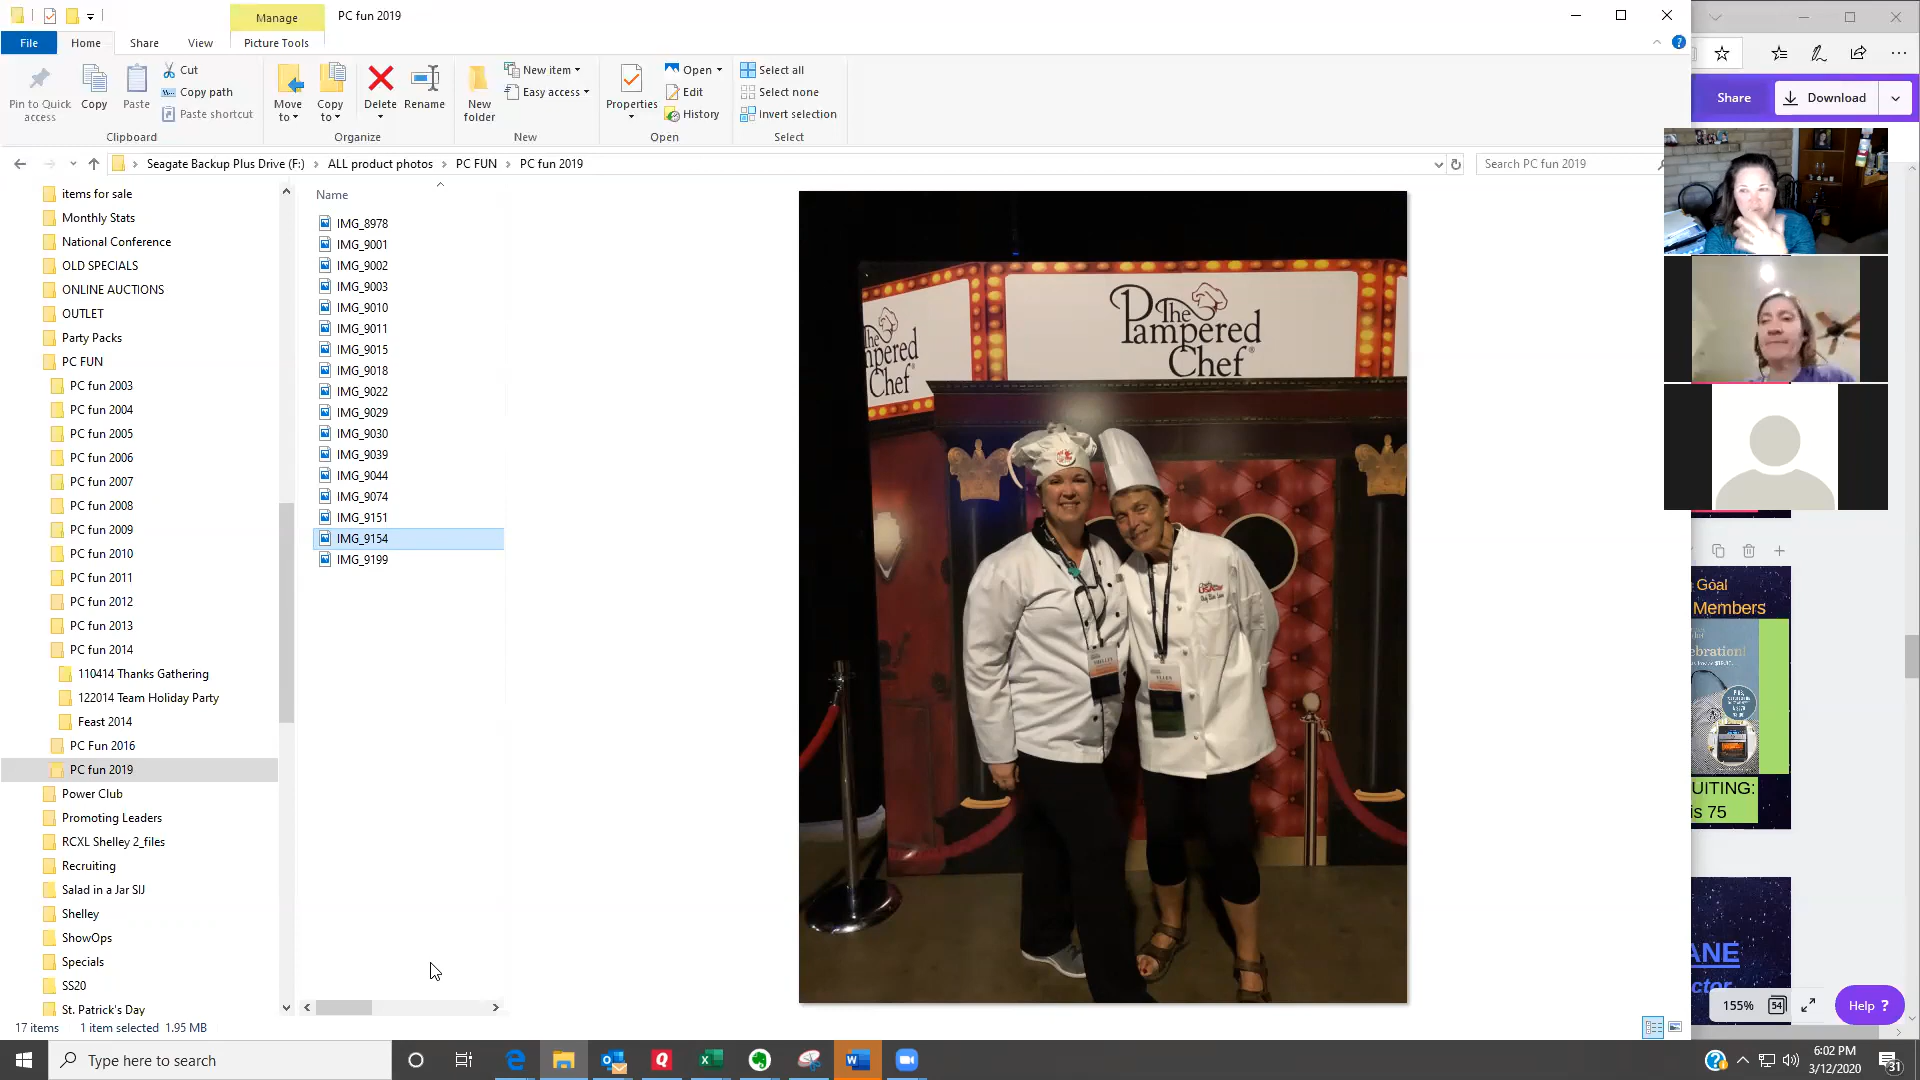 Manage
PC fun 2019
File
Home
Share
View
Picture Tools
Pin to Quick access
Copy
Paste
Cut
Copy path
Paste shortcut
Clipboard
Move to
Copy to
Delete
Rename
Organize
New folder
New item
Easy access
New
Properties
Open
Edit
History
Open
Select all
Select none
Invert selection
Select
Share
Download
Seagate Backup Plus Drive (F:) > ALL product photos > PC FUN > PC fun 2019
Search PC fun 2019
items for sale
Monthly Stats
National Conference
OLD SPECIALS
ONLINE AUCTIONS
OUTLET
Party Packs
PC FUN
PC fun 2003
PC fun 2004
PC fun 2005
PC fun 2006
PC fun 2007
PC fun 2008
PC fun 2009
PC fun 2010
PC fun 2011
PC fun 2012
PC fun 2013
PC fun 2014
110414 Thanks Gathering
122014 Team Holiday Party
Feast 2014
PC Fun 2016
PC fun 2019
Power Club
Promoting Leaders
RCXL Shelley 2_files
Recruiting
Salad in a Jar SIJ
Shelley
ShowOps
Specials
SS20
St. Patrick's Day
Name
IMG_8978
IMG_9001
IMG_9002
IMG_9003
IMG_9010
IMG_9011
IMG_9015
IMG_9018
IMG_9022
IMG_9029
IMG_9030
IMG_9039
IMG_9044
IMG_9074
IMG_9151
IMG_9154
IMG_9199
The
Pampered
Chef
he
mpered
Chef
SHELLEY
ELLEN
Goal
Members
ebration!
UITING:
is 75
ANE
ctor
155%
54
Help ?
17 items
1 item selected 1.95 MB
Type here to search
6:02 PM
3/12/2020
31